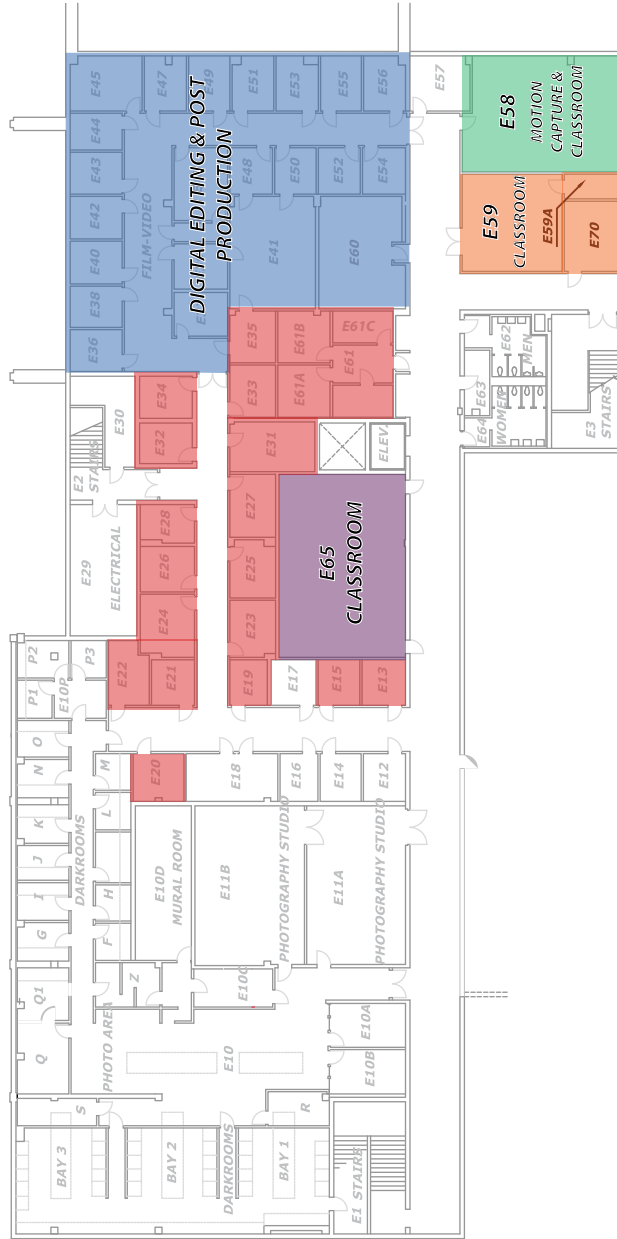 E45
E47
E49
E51
E53
E55
E56
E57
E44
E43
E42
E40
E38
E36
FILM-VIDEO
DIGITAL EDITING & POST
PRODUCTION
E48
E50
E52
E54
E41
E60
E58
MOTION
CAPTURE &
CLASSROOM
E59
CLASSROOM
E59A
E70
E35
E61B
E61C
E61
E33
E61A
E34
E32
E30
E2
STAIRS
E31
ELEV.
E62
MEN
E63
E64
WOMEN
E3
STAIRS
E29
ELECTRICAL
E28
E26
E24
E27
E25
E23
E65
CLASSROOM
P2
P1
P3
E10P
E22
E21
E19
E17
E15
E13
O
N
M
K
L
J
I
H
G
F
DARKROOMS
E20
E18
E16
E14
E12
E10D
MURAL ROOM
E11B
PHOTOGRAPHY STUDIO
E11A
PHOTOGRAPHY STUDIO
Q1
Q
Z
E10C
PHOTO AREA
E10
E10A
E10B
S
R
BAY 3
BAY 2
BAY 1
DARKROOMS
E1 STAIRS